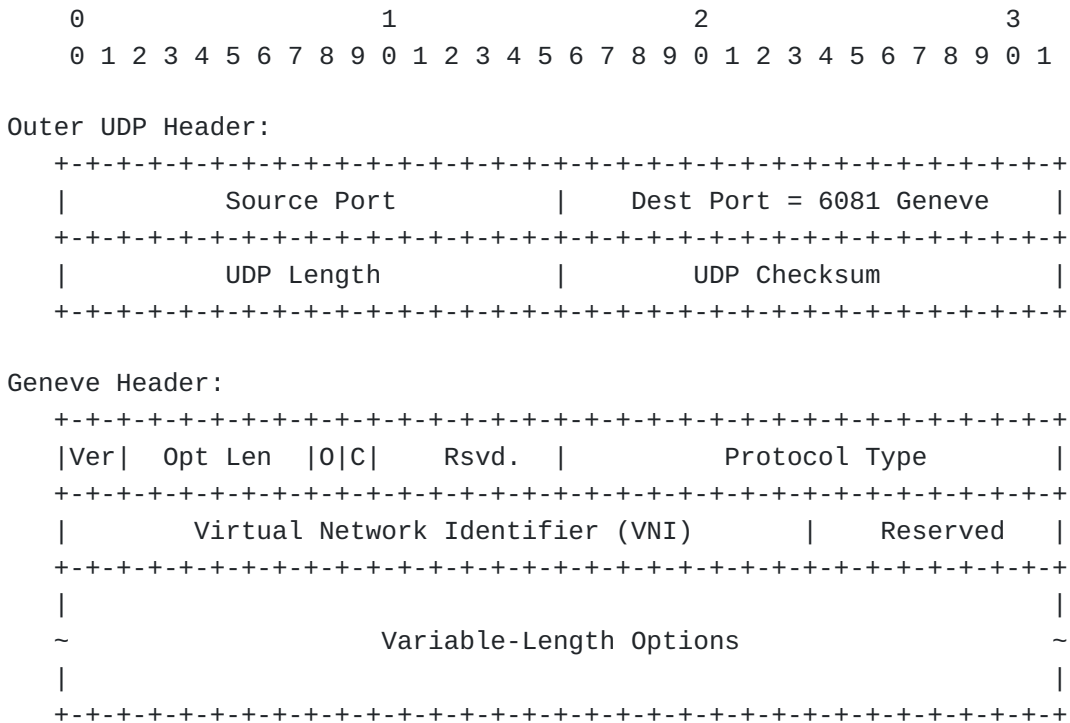 0                   1                   2                   3
    0 1 2 3 4 5 6 7 8 9 0 1 2 3 4 5 6 7 8 9 0 1 2 3 4 5 6 7 8 9 0 1

Outer UDP Header:
   +-+-+-+-+-+-+-+-+-+-+-+-+-+-+-+-+-+-+-+-+-+-+-+-+-+-+-+-+-+-+-+-+
   |          Source Port          |    Dest Port = 6081 Geneve    |
   +-+-+-+-+-+-+-+-+-+-+-+-+-+-+-+-+-+-+-+-+-+-+-+-+-+-+-+-+-+-+-+-+
   |          UDP Length           |        UDP Checksum           |
   +-+-+-+-+-+-+-+-+-+-+-+-+-+-+-+-+-+-+-+-+-+-+-+-+-+-+-+-+-+-+-+-+

Geneve Header:
   +-+-+-+-+-+-+-+-+-+-+-+-+-+-+-+-+-+-+-+-+-+-+-+-+-+-+-+-+-+-+-+-+
   |Ver|  Opt Len  |O|C|    Rsvd.  |          Protocol Type        |
   +-+-+-+-+-+-+-+-+-+-+-+-+-+-+-+-+-+-+-+-+-+-+-+-+-+-+-+-+-+-+-+-+
   |        Virtual Network Identifier (VNI)       |    Reserved   |
   +-+-+-+-+-+-+-+-+-+-+-+-+-+-+-+-+-+-+-+-+-+-+-+-+-+-+-+-+-+-+-+-+
   |                                                               |
   ~                    Variable-Length Options                    ~
   |                                                               |
   +-+-+-+-+-+-+-+-+-+-+-+-+-+-+-+-+-+-+-+-+-+-+-+-+-+-+-+-+-+-+-+-+